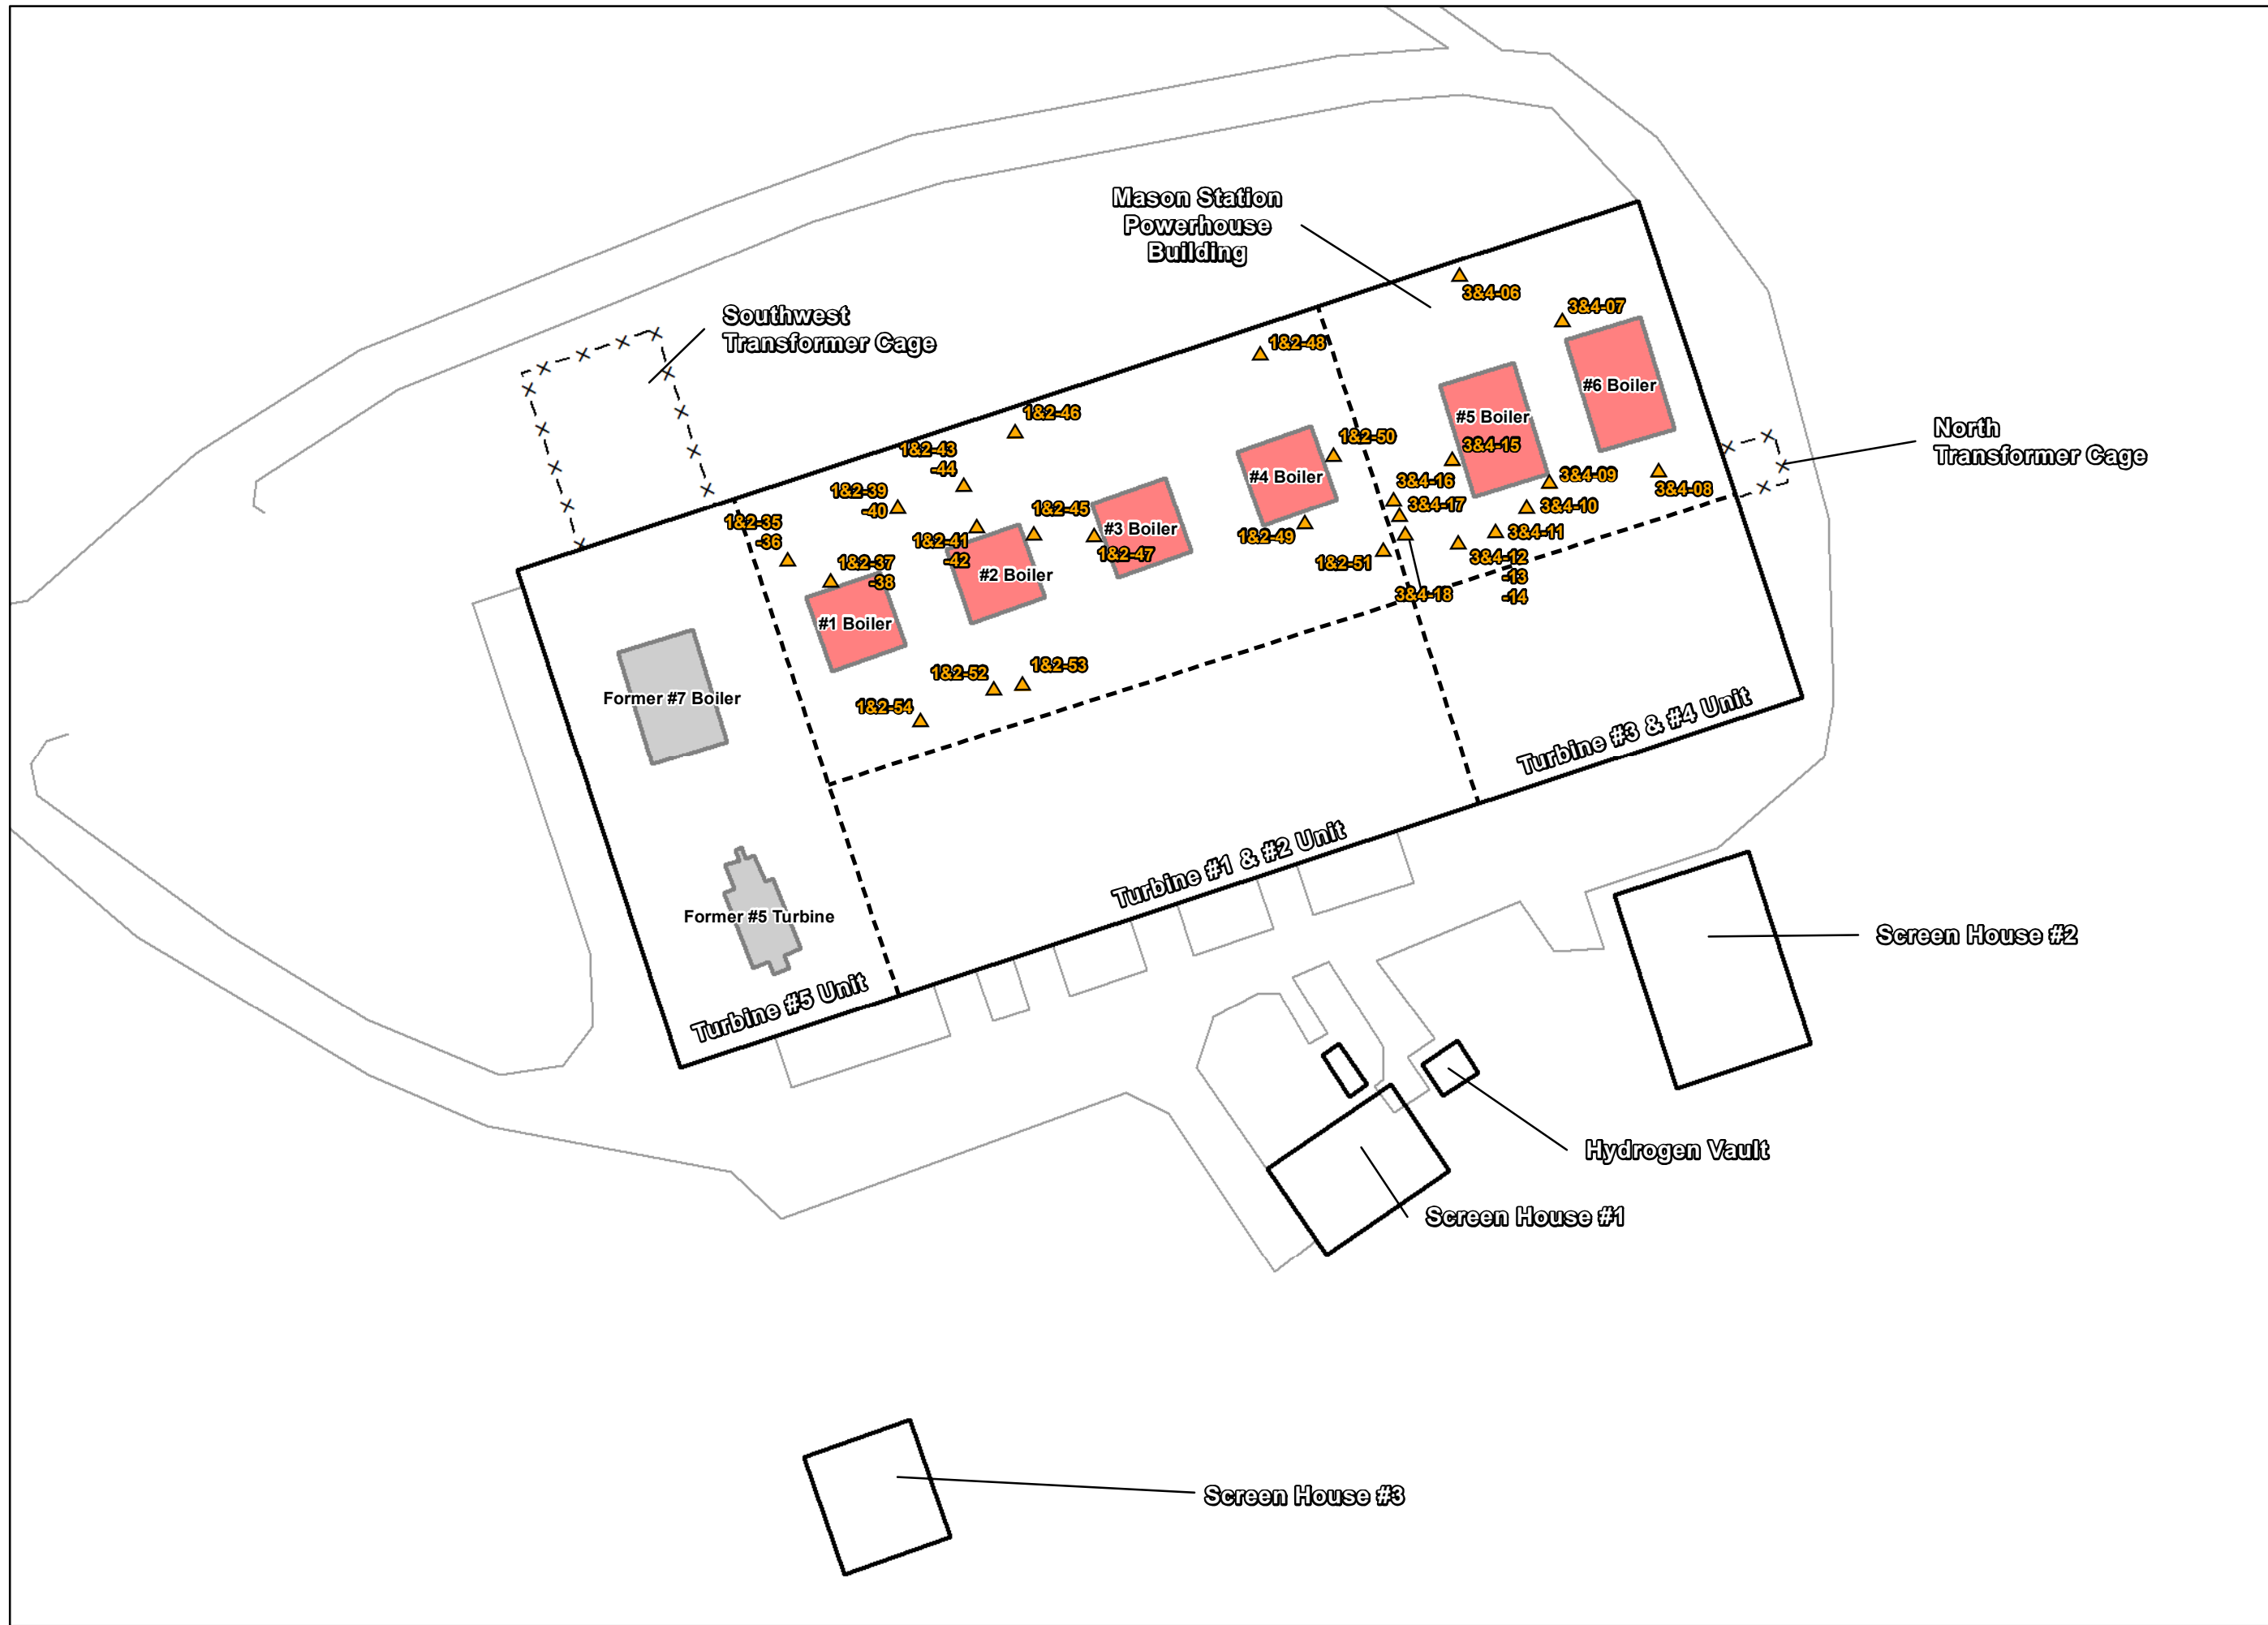 Mason Station
Powerhouse
Building
3&4-06
3&4-07
Southwest
Transformer Cage
1&2-48
#6 Boiler
1&2-46
#5 Boiler
North
Transformer Cage
1&2-50
3&4-15
1&2-43
-44
#4 Boiler
3&4-16
3&4-09
3&4-08
1&2-39
-40
3&4-17
3&4-10
1&2-45
1&2-35
-36
#3 Boiler
1&2-49
3&4-11
1&2-41
-42
1&2-47
1&2-51
3&4-12
-13
-14
1&2-37
-38
#2 Boiler
3&4-18
#1 Boiler
1&2-52
1&2-53
Former #7 Boiler
1&2-54
Turbine #3 & #4 Unit
Turbine #1 & #2 Unit
Former #5 Turbine
Turbine #5 Unit
Screen House #2
Hydrogen Vault
Screen House #1
Screen House #3